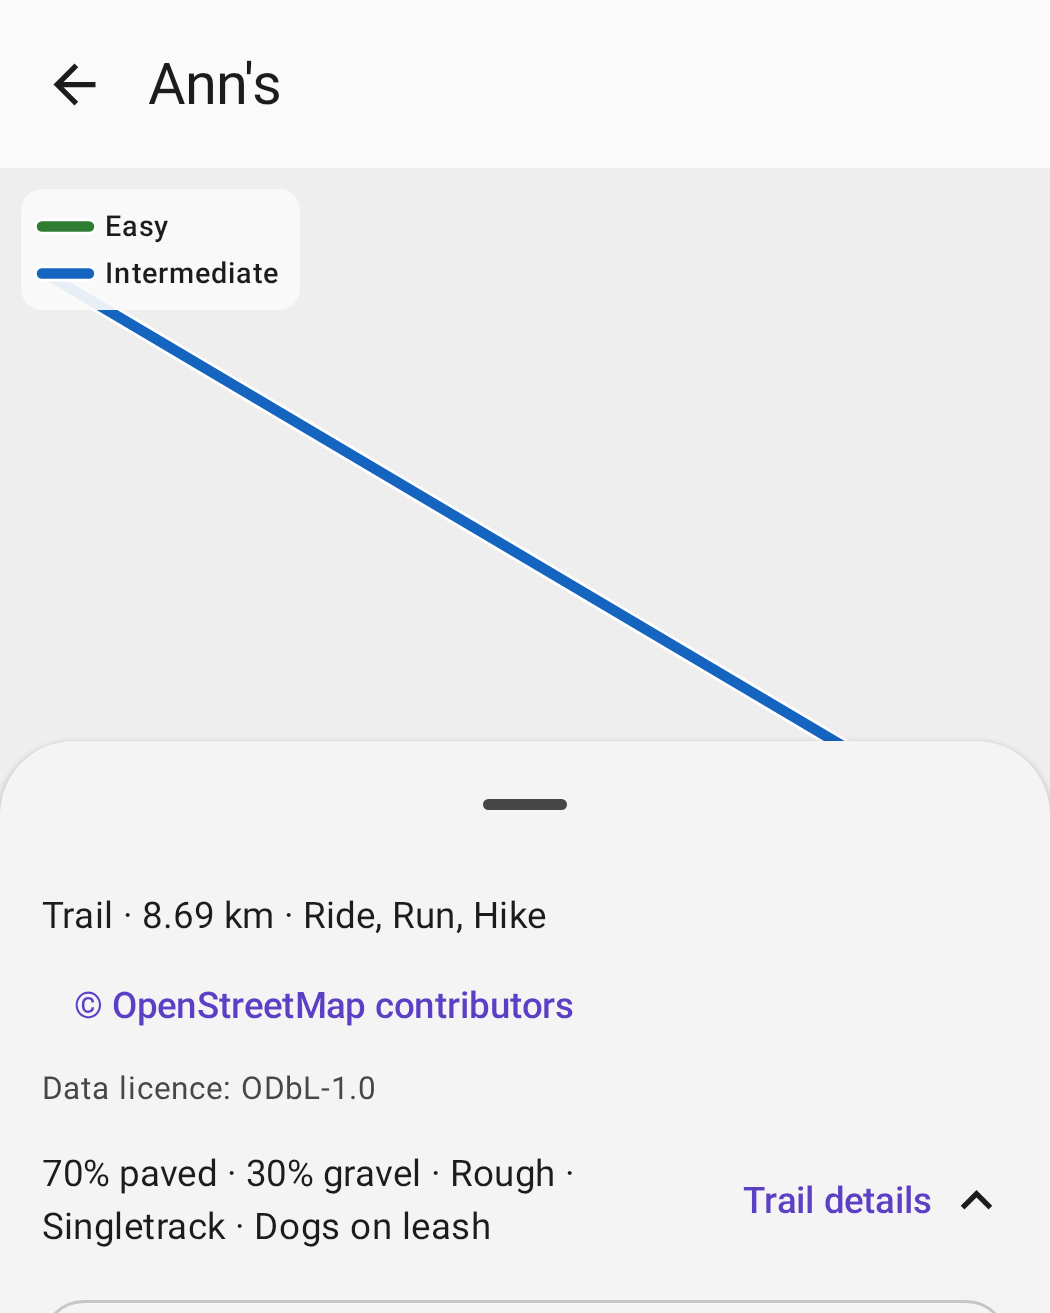 Ann's
Easy
Intermediate
Trail · 8.69 km · Ride, Run, Hike
© OpenStreetMap contributors
Data licence: ODbL-1.0
70% paved · 30% gravel · Rough ·
Singletrack · Dogs on leash
Trail details